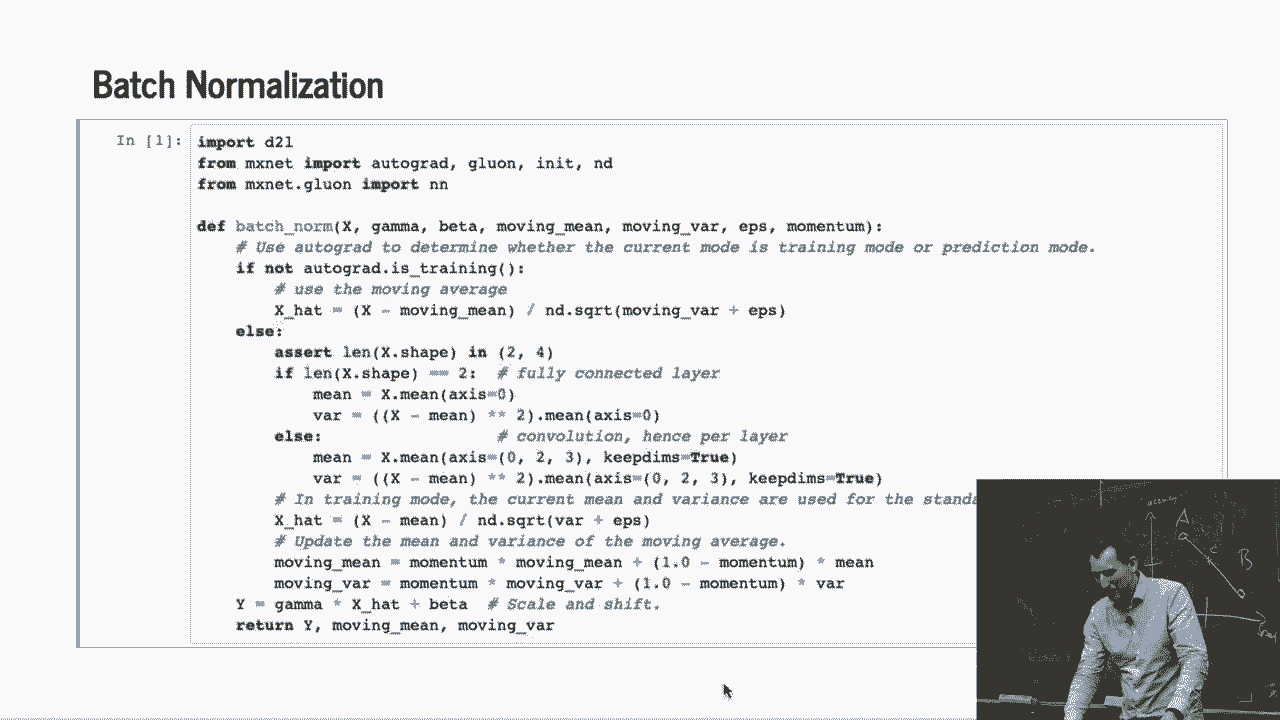 Batch Normalization
In [1]:
import d2l
from mxnet import autograd, gluon, init, nd
from mxnet.gluon import nn
def batch_norm(X, gamma, beta, moving_mean, moving_var, eps, momentum):
    # Use autograd to determine whether the current mode is training mode or prediction mode.
    if not autograd.is_training():
        # use the moving average
        X_hat = (X - moving_mean) / nd.sqrt(moving_var + eps)
    else:
        assert len(X.shape) in (2, 4)
        if len(X.shape) == 2:  # fully connected layer
            mean = X.mean(axis=0)
            var = ((X - mean) ** 2).mean(axis=0)
        else:                  # convolution, hence per layer
            mean = X.mean(axis=(0, 2, 3), keepdims=True)
            var = ((X - mean) ** 2).mean(axis=(0, 2, 3), keepdims=True)
        # In training mode, the current mean and variance are used for the standa
        X_hat = (X - mean) / nd.sqrt(var + eps)
        # Update the mean and variance of the moving average.
        moving_mean = momentum * moving_mean + (1.0 - momentum) * mean
        moving_var = momentum * moving_var + (1.0 - momentum) * var
    Y = gamma * X_hat + beta  # Scale and shift.
    return Y, moving_mean, moving_var
A
C
B